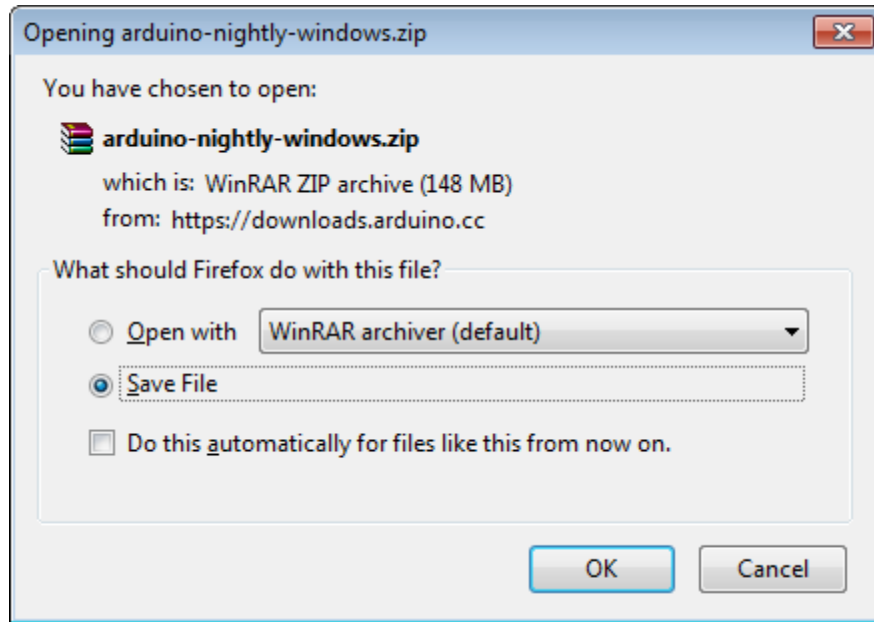 Opening arduino-nightly-windows.zip
You have chosen to open:
arduino-nightly-windows.zip
which is: WinRAR ZIP archive (148 MB)
from: https://downloads.arduino.cc
What should Firefox do with this file?
Open with WinRAR archiver (default)
Save File
Do this automatically for files like this from now on.
OK Cancel